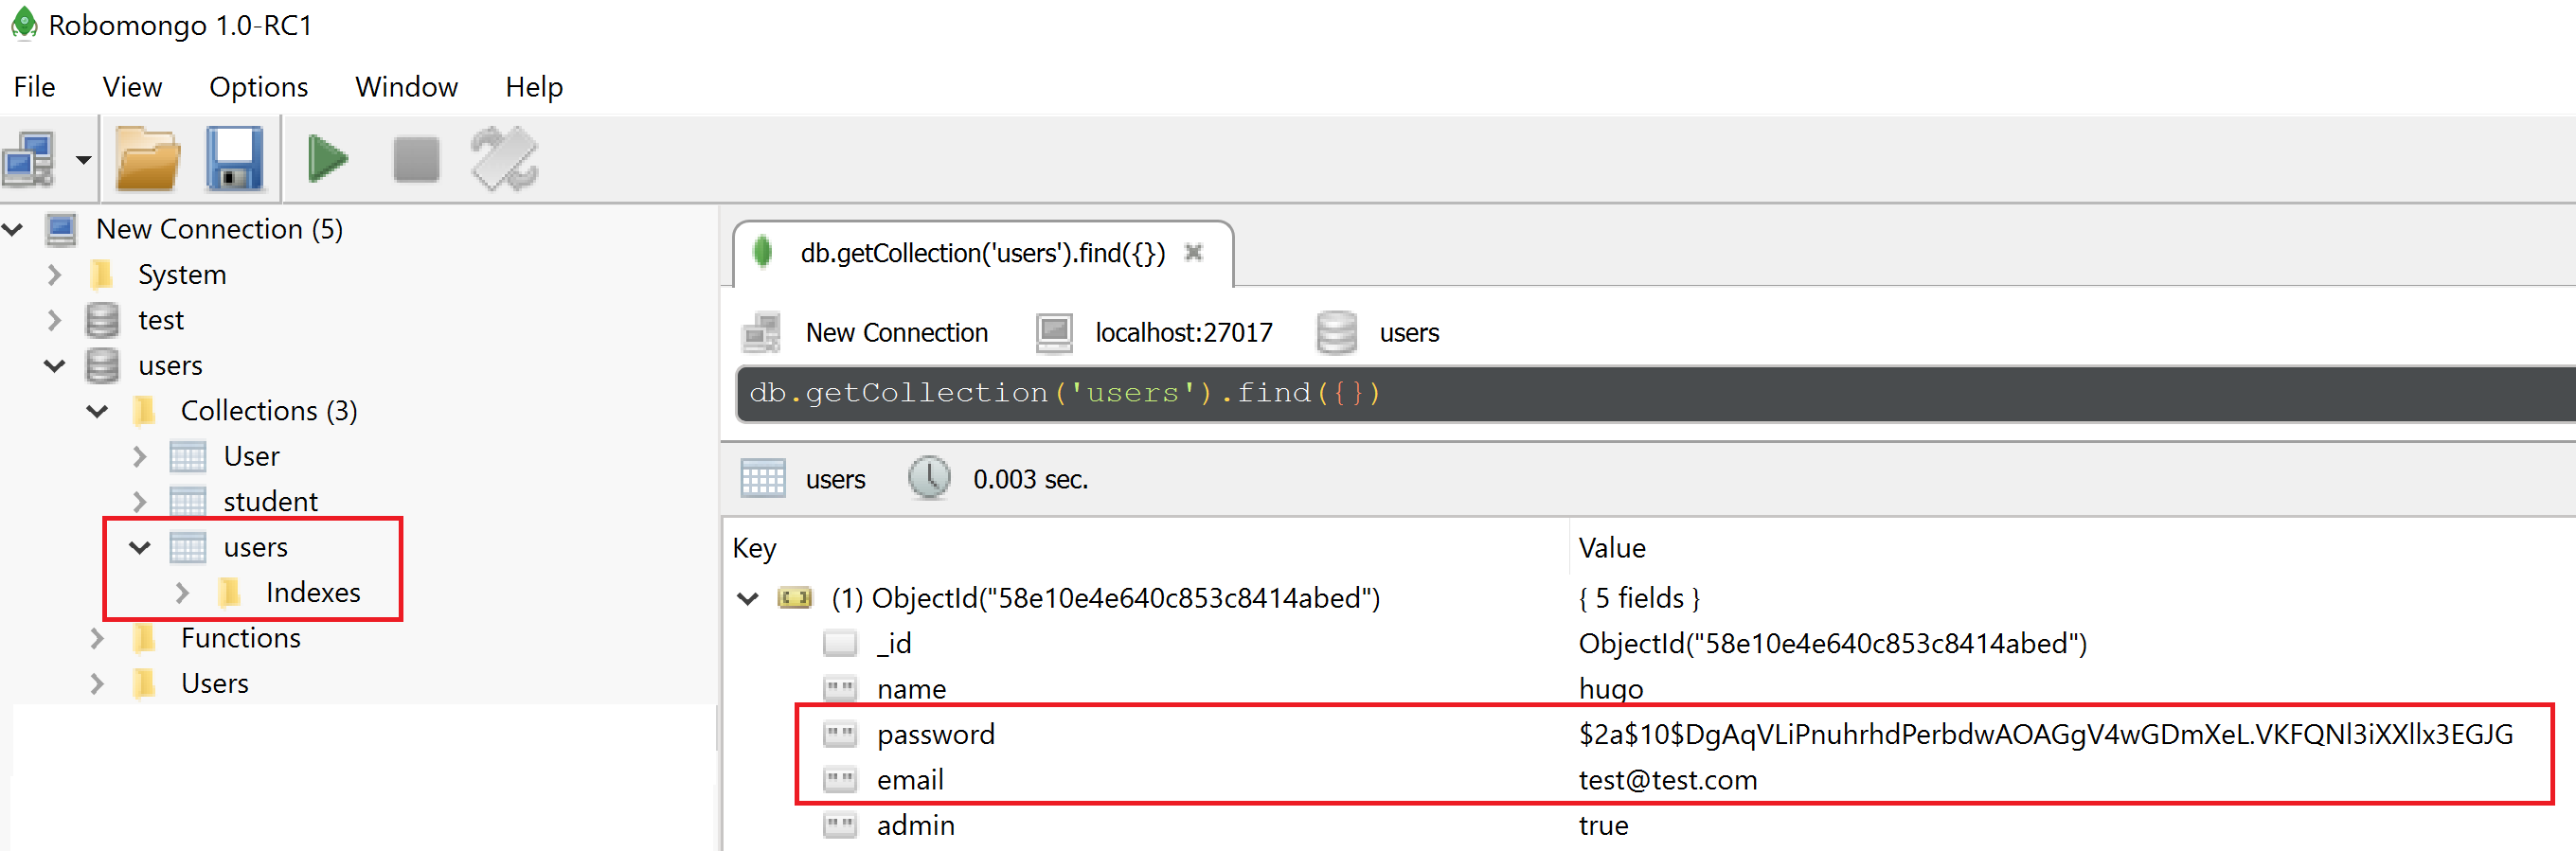 Robomongo 1.0-RC1
File View Options Window Help
New Connection (5)
System
test
users
Collections (3)
User
student
users
Indexes
Functions
Users
db.getCollection('users').find({})
New Connection localhost:27017 users
db.getCollection('users').find({})
users 0.003 sec.
Key Value
(1) ObjectId("58e10e4e640c853c8414abed") { 5 fields }
_id ObjectId("58e10e4e640c853c8414abed")
name hugo
password $2a$10$DgAqVLiPnuhrhdPerbdwAOAGgV4wGDmXeL.VKFQNl3iXXllx3EGJG
email test@test.com
admin true